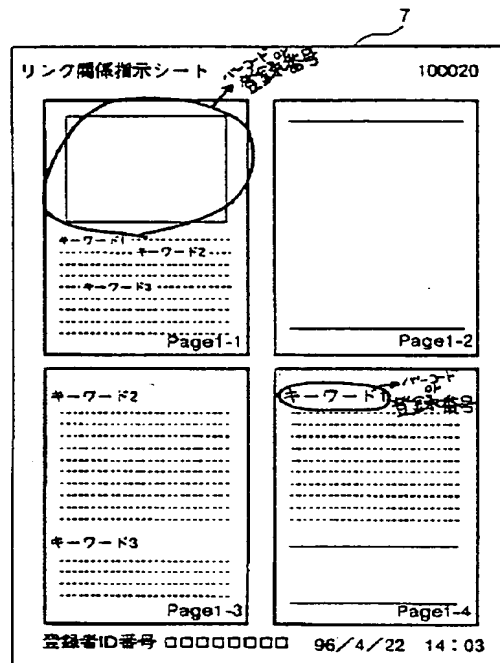 7
リンク関係指示シート
100020
バーコード
or
登録番号
キーワード1
キーワード2
キーワード3
Page1-1
Page1-2
キーワード2
キーワード3
Page1-3
キーワード1
バーコード
or
登録番号
Page1-4
登録者ID番号 □□□□□□□□ 96/4/22 14:03